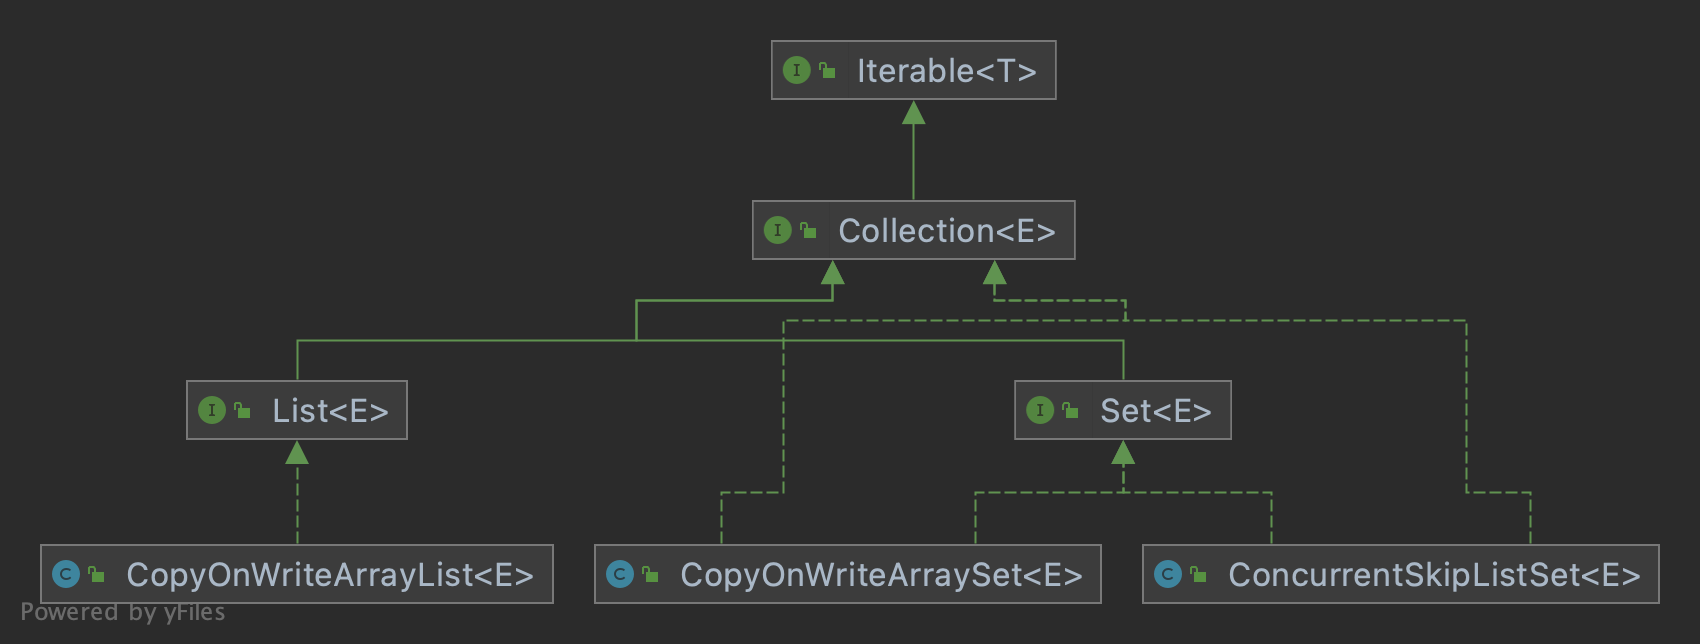 I Iterable<T>
I Collection<E>
I List<E>
I Set<E>
C CopyOnWriteArrayList<E>
C CopyOnWriteArraySet<E>
C ConcurrentSkipListSet<E>
Powered by yFiles